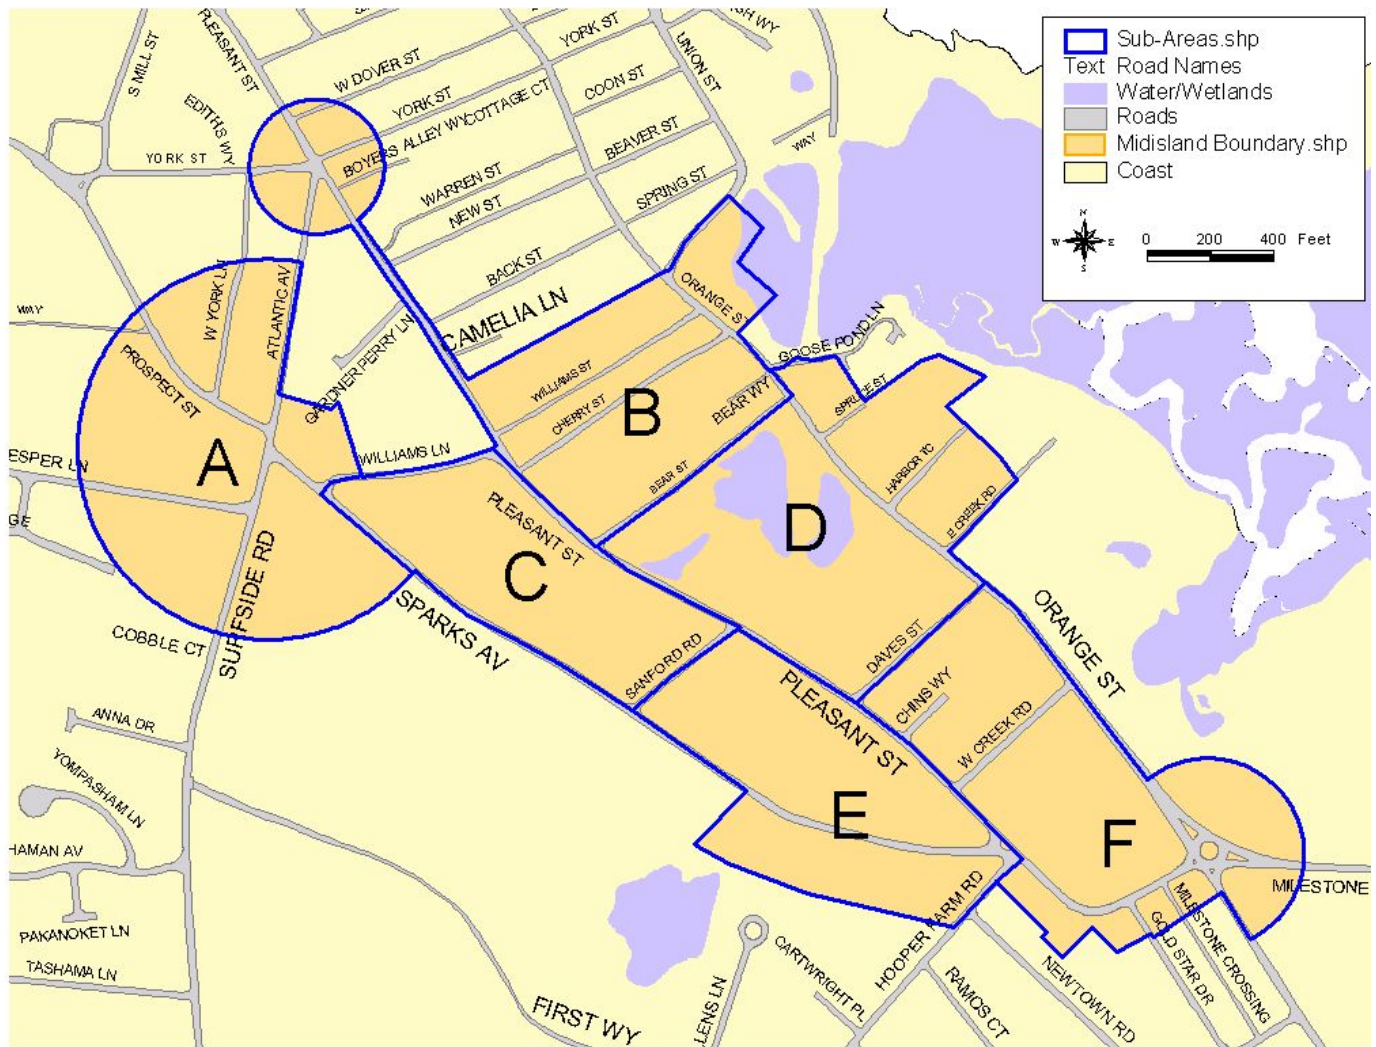 Sub-Areas.shp
Text Road Names
Water/Wetlands
Roads
Midisland Boundary.shp
Coast
N
W E
S
0 200 400 Feet
S MILL ST
PLEASANT ST
W DOVER ST
YORK ST
UNION ST
EDITHS WY
YORK ST
COTTAGE CT
COON ST
YORK ST
BOYERS ALLEY WY
BEAVER ST
WAY
WARREN ST
NEW ST
SPRING ST
BACK ST
CAMELIA LN
ORANGE ST
WAY
W YORK LN
ATLANTIC AV
GARDNER PERRY LN
GOOSE POND LN
PROSPECT ST
WILLIAMS ST
CHERRY ST
B
BEAR WY
SPRUCE ST
A
WILLIAMS LN
BEAR ST
HARBOR TC
ESPER LN
PLEASANT ST
D
E CREEK RD
GE
C
SURFSIDE RD
COBBLE CT
SPARKS AV
SANFORD RD
DAVES ST
ORANGE ST
CHINS WY
PLEASANT ST
W CREEK RD
ANNA DR
YOMPASHAM LN
E
F
HAMAN AV
MILESTONE
PAKANOKET LN
HOOPER FARM RD
MILESTONE CROSSING
GOLD STAR DR
TASHAMA LN
CARTWRIGHT PL
NEWTOWN RD
RAMOS CT
FIRST WY
LENS LN